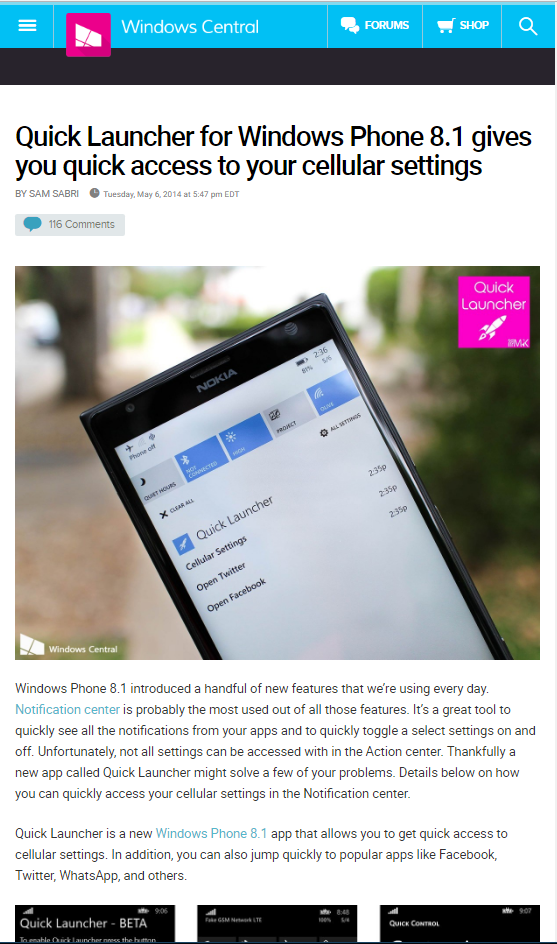 Windows Central
FORUMS
SHOP
Quick Launcher for Windows Phone 8.1 gives
you quick access to your cellular settings
BY SAM SABRI Tuesday, May 6, 2014 at 5:47 pm EDT
116 Comments
Quick
Launcher
NOKIA
2:36
81%
Phone off
QUIET HOURS
NOT
CONNECTED
HIGH
PROJECT
OLIVE
CLEAR ALL
ALL SETTINGS
Quick Launcher
Cellular Settings
2:35p
Open Twitter
2:35p
Open Facebook
2:35p
Windows Central
Windows Phone 8.1 introduced a handful of new features that we're using every day.
Notification center is probably the most used out of all those features. It's a great tool to
quickly see all the notifications from your apps and to quickly toggle a select settings on and
off. Unfortunately, not all settings can be accessed with in the Action center. Thankfully a
new app called Quick Launcher might solve a few of your problems. Details below on how
you can quickly access your cellular settings in the Notification center.
Quick Launcher is a new Windows Phone 8.1 app that allows you to get quick access to
cellular settings. In addition, you can also jump quickly to popular apps like Facebook,
Twitter, WhatsApp, and others.
9:06
Quick Launcher - BETA
To enable Quick Launcher press the button
8:48
Fake GSM Network LTE
100%
9:07
QUICK CONTROL